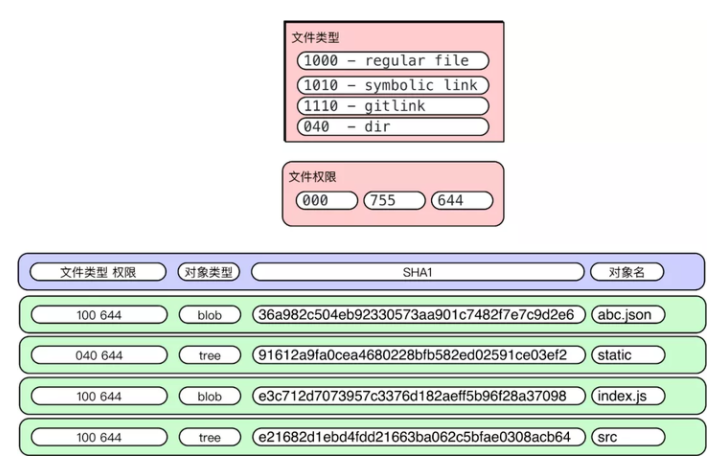 文件类型
1000 - regular file
1010 - symbolic link
1110 - gitlink
040 - dir
文件权限
000 755 644
文件类型 权限 对象类型 SHA1 对象名
100 644 blob 36a982c504eb92330573aa901c7482f7e7c9d2e6 abc.json
040 644 tree 91612a9fa0cea4680228bfb582ed02591ce03ef2 static
100 644 blob e3c712d7073957c3376d182aeff5b96f28a37098 index.js
100 644 tree e21682d1ebd4fdd21663ba062c5bfae0308acb64 src